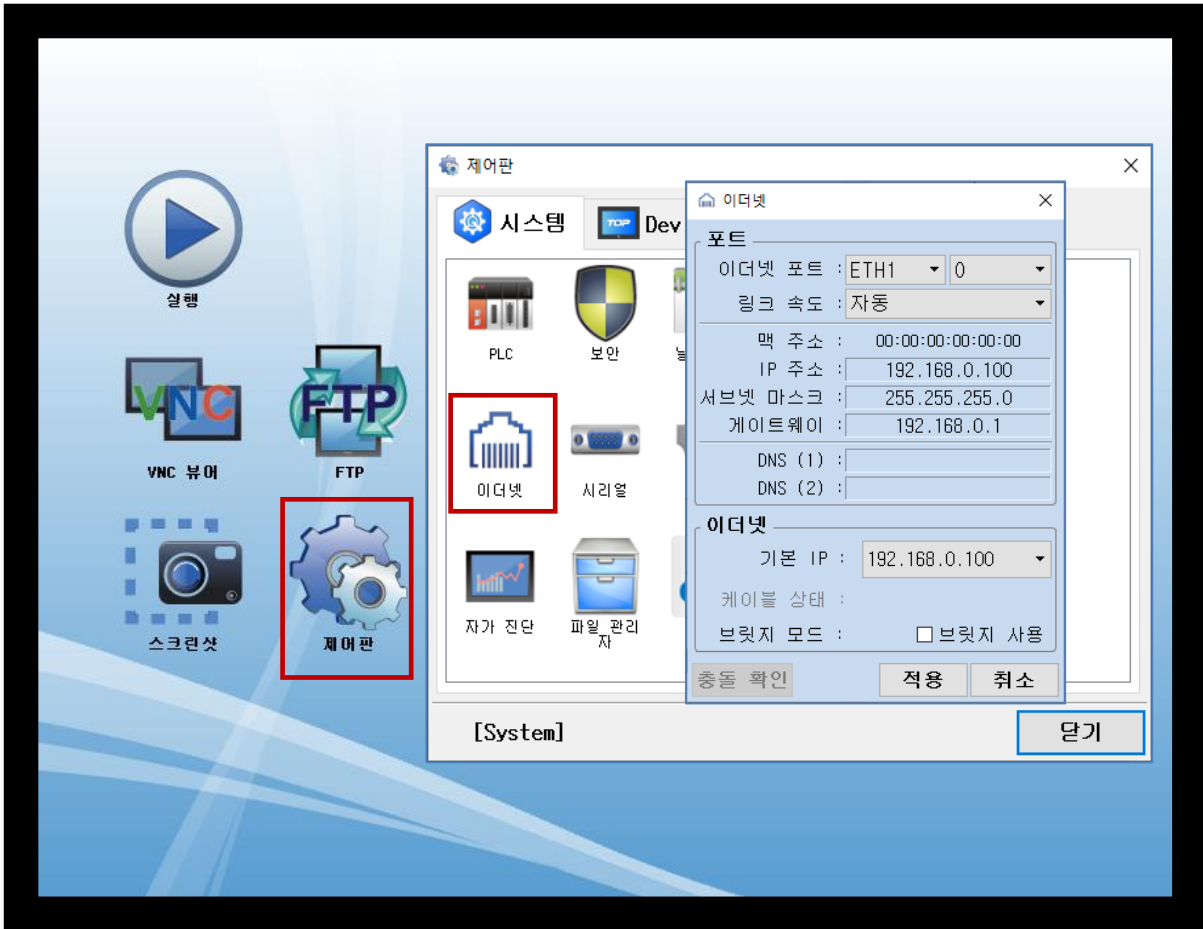 실행
VNC
VNC 뷰어
FTP
FTP
스크린샷
제어판
제어판
시스템
TOP
Dev
PLC
보안
이더넷
시리얼
자가 진단
파일 관리
자
[System]
닫기
이더넷
포트
이더넷 포트 : ETH1 0
링크 속도 : 자동
맥 주소 : 00:00:00:00:00:00
IP 주소 : 192.168.0.100
서브넷 마스크 : 255.255.255.0
게이트웨이 : 192.168.0.1
DNS (1) :
DNS (2) :
이더넷
기본 IP : 192.168.0.100
케이블 상태 :
브릿지 모드 : 브릿지 사용
충돌 확인 적용 취소